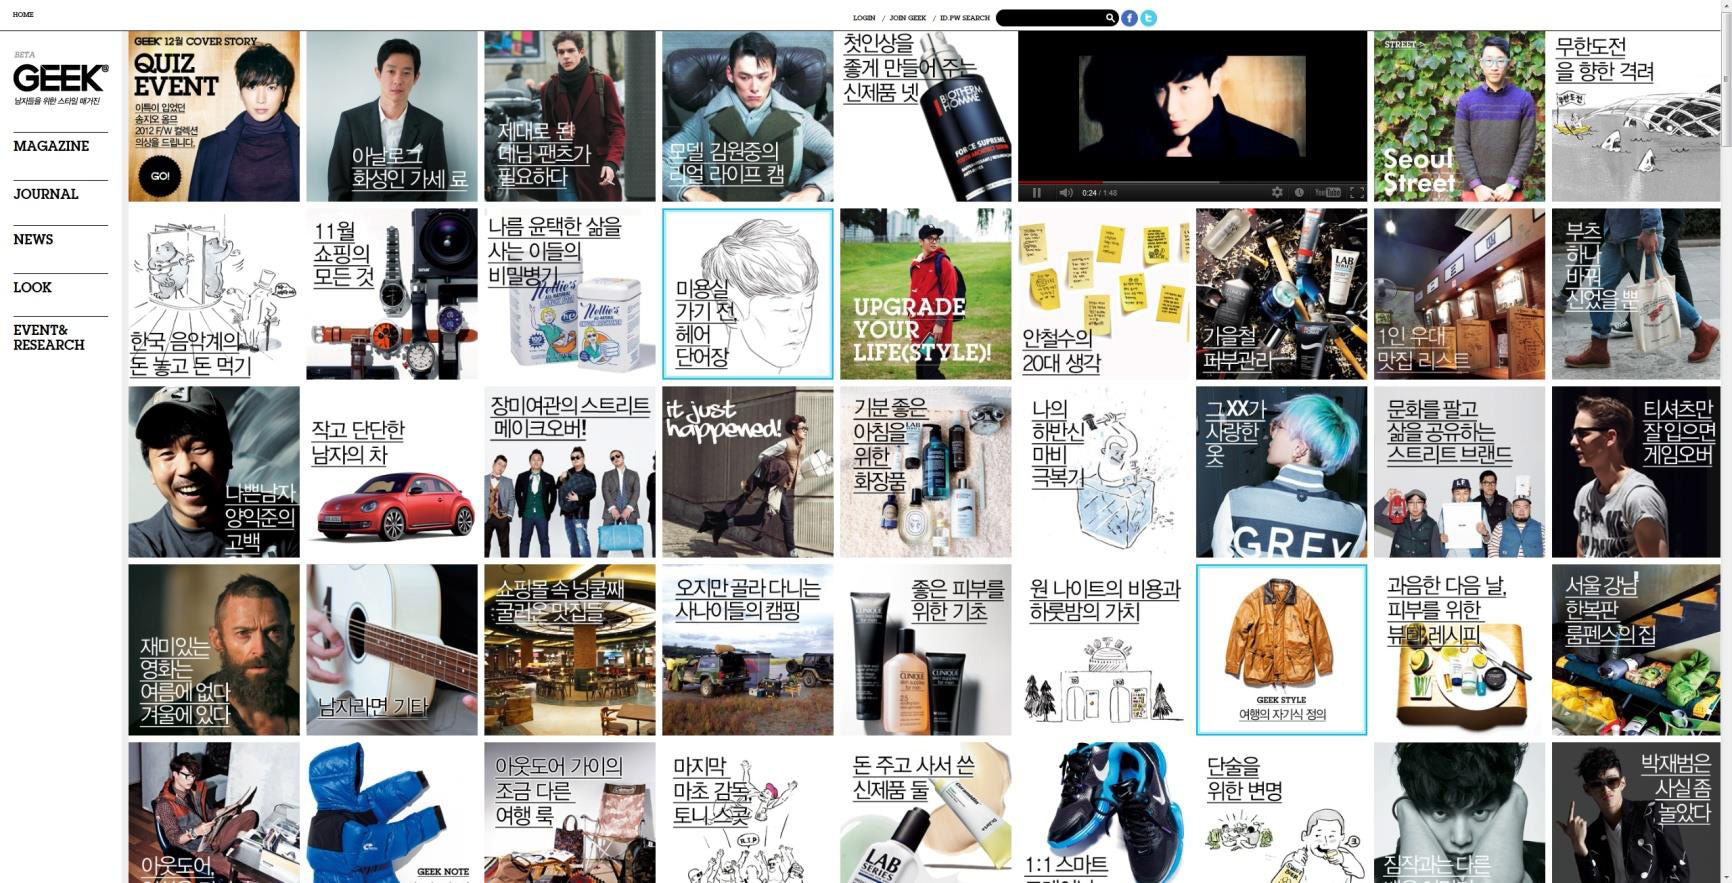 HOME
LOGIN / JOIN GEEK / ID.PW SEARCH
BETA
GEEK
남자들을 위한 스타일 매거진
MAGAZINE
JOURNAL
NEWS
LOOK
EVENT&
RESEARCH
GEEK 12월 COVER STORY
QUIZ
EVENT
이특이 입었던
송지오 옴므
2012 F/W 컬렉션
의상을 드립니다.
GO!
아날로그
화성인 가세 료
제대로 된
데님 팬츠가
필요하다
모델 김원중의
리얼 라이프 캠
첫인상을
좋게 만들어 주는
신제품 넷
BIOTHERM
HOMME
FORCE SUPREME
0:24 / 1:48
YouTube
STREET >
Seoul
Street
무한도전
을 향한 격려
한국 음악계의
돈 놓고 돈 먹기
11월
쇼핑의
모든 것
나름 윤택한 삶을
사는 이들의
비밀병기
Nellie's
Nellie's
미용실
가기 전,
헤어
단어장
UPGRADE
YOUR
LIFE(STYLE)!
안철수의
20대 생각
LAB
SERIES
가을철
피부관리
1인 우대
맛집 리스트
부츠
하나
바꿔
신었을 뿐
나쁜남자
양익준의
고백
작고 단단한
남자의 차
장미여관의 스트리트
메이크오버!
it just
happened!
기분 좋은
아침을
위한
화장품
나의
하반신
마비
극복기
그 XX가
사랑한
옷
GREY
문화를 팔고
삶을 공유하는
스트리트 브랜드
티셔츠만
잘 입으면
게임오버
재미있는
영화는
여름에 없다
겨울에 있다
남자라면 기타
쇼핑몰 속 넝쿨째
굴러온 맛집들
오지만 골라 다니는
사나이들의 캠핑
좋은 피부를
위한 기초
CLINIQUE
CLINIQUE
CLINIQUE
원 나이트의 비용과
하룻밤의 가치
GEEK STYLE
여행의 자기식 정의
과음한 다음 날,
피부를 위한
뷰티 레시피
서울 강남
한복판
룸펜스의 집
아웃도어,
GEEK NOTE
아웃도어 가이의
조금 다른
여행 룩
마지막
마초 감독,
토니 스콧
R.I.P
돈 주고 사서 쓴
신제품 둘
LAB
SERIES
1:1 스마트
단술을
위한 변명
짐작과는 다른
박재범은
사실 좀
놀았다